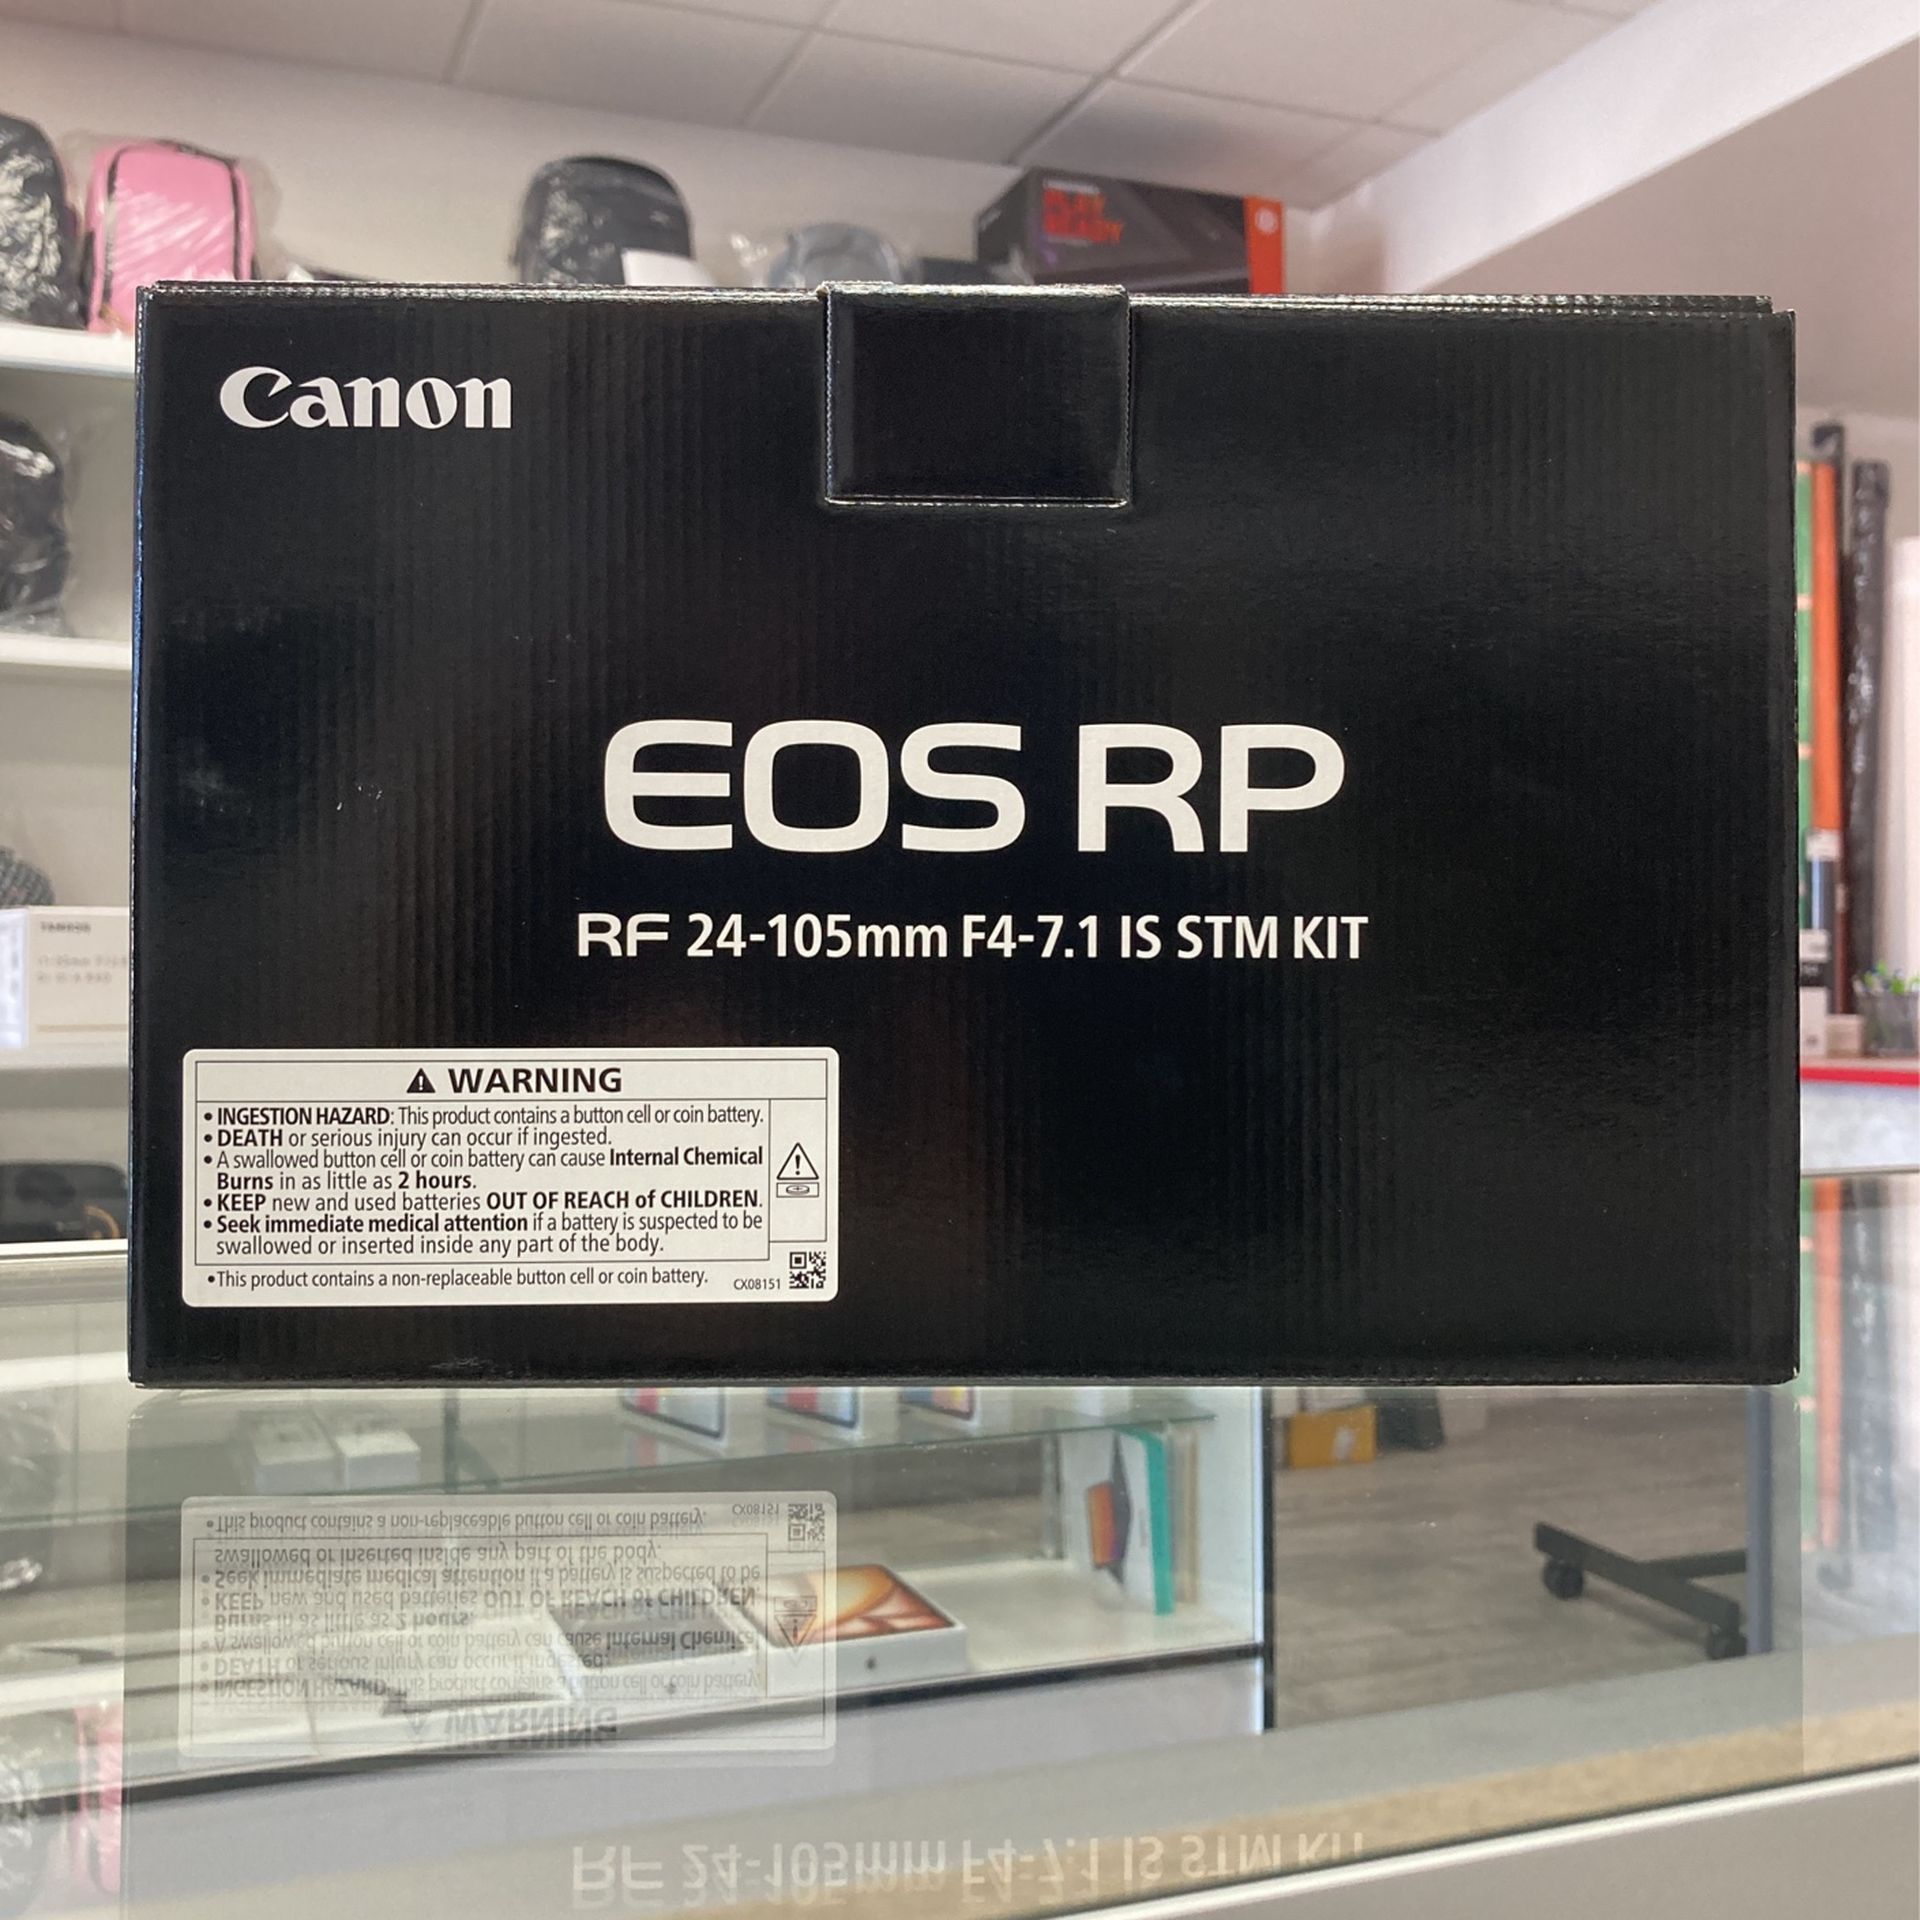 PLAY
READY
Canon
EOS RP
RF 24-105mm F4-7.1 IS STM KIT
TAMRON
WARNING
• INGESTION HAZARD: This product contains a button cell or coin battery.
• DEATH or serious injury can occur if ingested.
• A swallowed button cell or coin battery can cause Internal Chemical
Burns in as little as 2 hours.
• KEEP new and used batteries OUT OF REACH of CHILDREN.
• Seek immediate medical attention if a battery is suspected to be
swallowed or inserted inside any part of the body.
• This product contains a non-replaceable button cell or coin battery.
CX08151